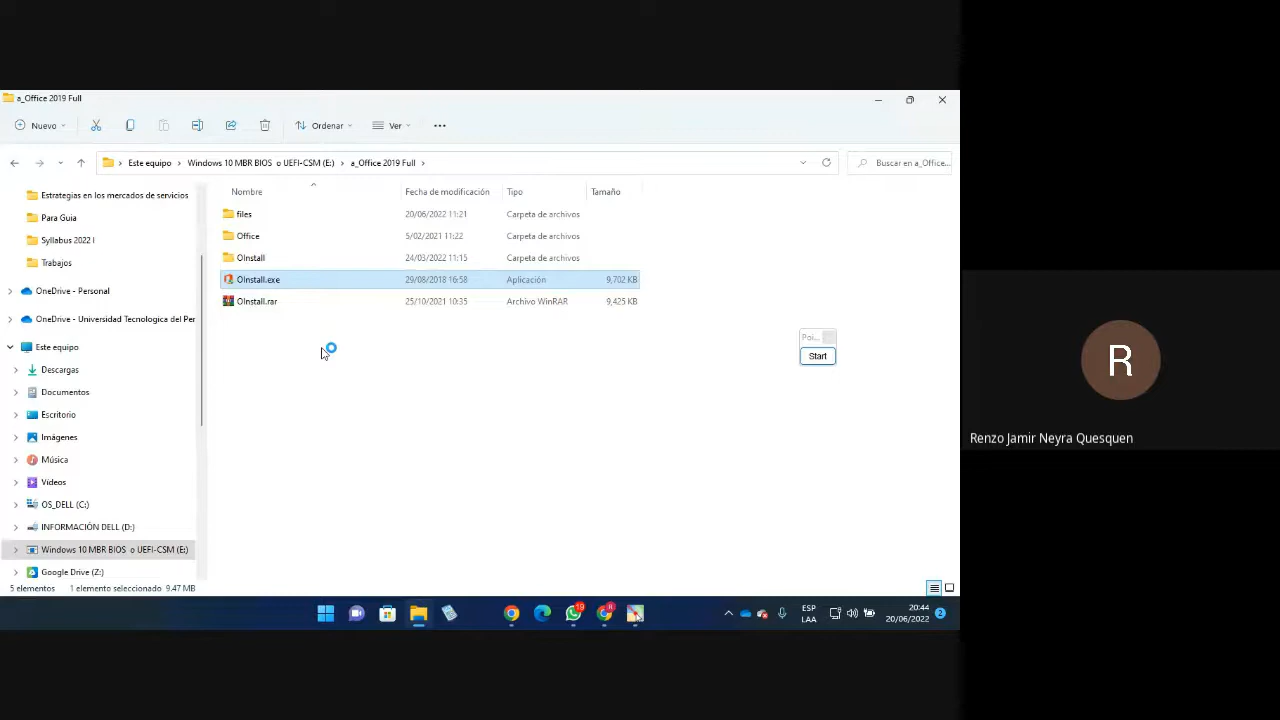 a_Office 2019 Full
Nuevo
Ordenar
Ver
Este equipo > Windows 10 MBR BIOS o UEFI-CSM (E:) > a_Office 2019 Full >
Buscar en a_Office...
Nombre Fecha de modificación Tipo Tamaño
Estrategias en los mercados de servicios
Para Guia
Syllabus 2022 I
Trabajos
OneDrive - Personal
OneDrive - Universidad Tecnologica del Per
Este equipo
Descargas
Documentos
Escritorio
Imágenes
Música
Vídeos
OS_DELL (C:)
INFORMACIÓN DELL (D:)
Windows 10 MBR BIOS o UEFI-CSM (E:)
Google Drive (Z:)
files 20/06/2022 11:21 Carpeta de archivos
Office 5/02/2021 11:22 Carpeta de archivos
OInstall 24/03/2022 11:15 Carpeta de archivos
OInstall.exe 29/08/2018 16:58 Aplicación 9,702 KB
OInstall.rar 25/10/2021 10:35 Archivo WinRAR 9,425 KB
Poi...
Start
5 elementos 1 elemento seleccionado 9.47 MB
19
R
ESP
LAA
20:44
20/06/2022
2
R
Renzo Jamir Neyra Quesquen